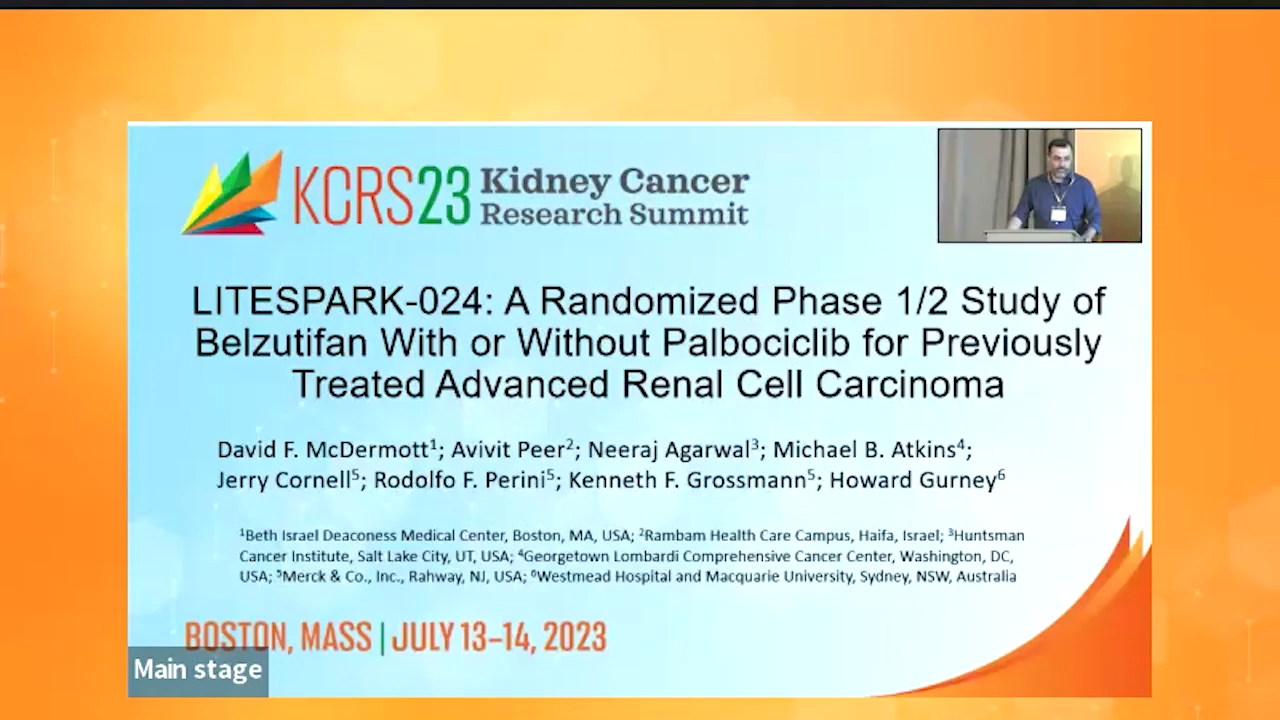 KCRS23 Kidney Cancer
Research Summit
LITESPARK-024: A Randomized Phase 1/2 Study of
Belzutifan With or Without Palbociclib for Previously
Treated Advanced Renal Cell Carcinoma
David F. McDermott¹; Avivit Peer²; Neeraj Agarwal³; Michael B. Atkins⁴;
Jerry Cornell⁵; Rodolfo F. Perini⁵; Kenneth F. Grossmann⁵; Howard Gurney⁶
¹Beth Israel Deaconess Medical Center, Boston, MA, USA; ²Rambam Health Care Campus, Haifa, Israel; ³Huntsman
Cancer Institute, Salt Lake City, UT, USA; ⁴Georgetown Lombardi Comprehensive Cancer Center, Washington, DC,
USA; ⁵Merck & Co., Inc., Rahway, NJ, USA; ⁶Westmead Hospital and Macquarie University, Sydney, NSW, Australia
BOSTON, MASS | JULY 13–14, 2023
Main stage